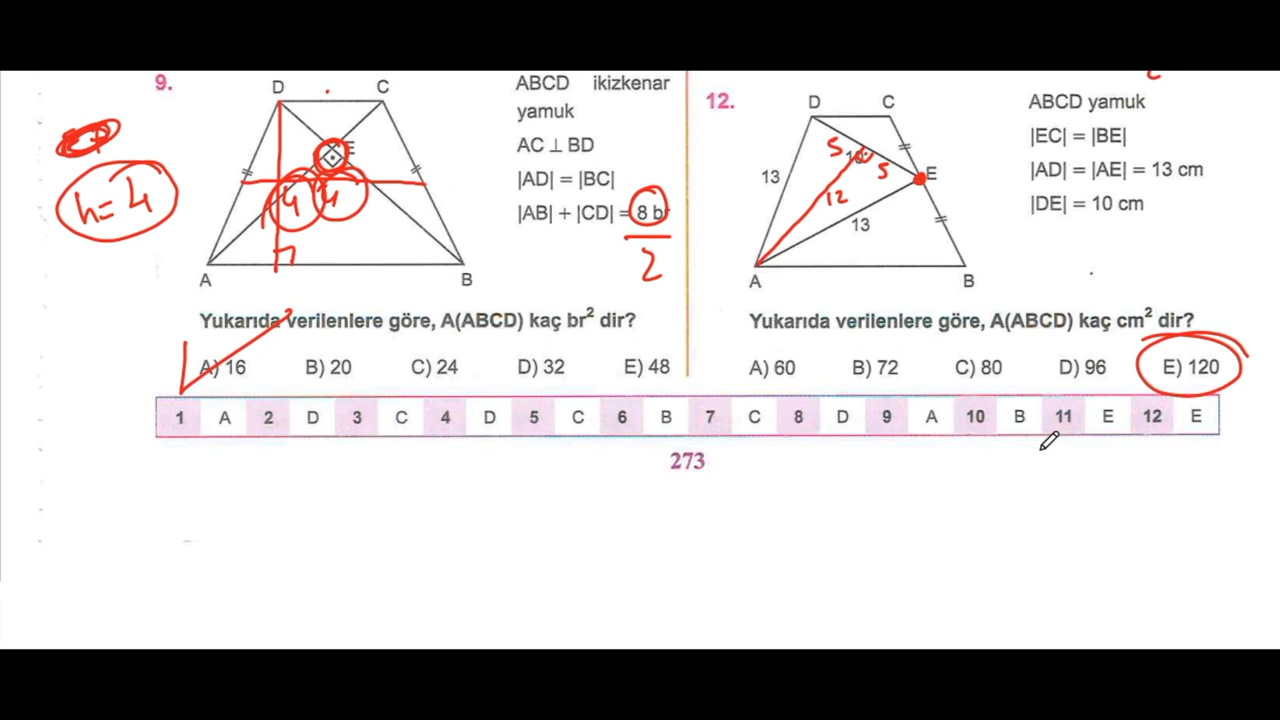 9.
D
C
E
A
B
h=4
4
4
ABCD ikizkenar
yamuk
AC ⊥ BD
|AD| = |BC|
|AB| + |CD| = 8 br
2
Yukarıda verilenlere göre, A(ABCD) kaç br² dir?
A) 16 B) 20 C) 24 D) 32 E) 48
12.
D
C
E
A
B
13
5
5
12
13
ABCD yamuk
|EC| = |BE|
|AD| = |AE| = 13 cm
|DE| = 10 cm
Yukarıda verilenlere göre, A(ABCD) kaç cm² dir?
A) 60 B) 72 C) 80 D) 96 E) 120
1 A 2 D 3 C 4 D 5 C 6 B 7 C 8 D 9 A 10 B 11 E 12 E
273